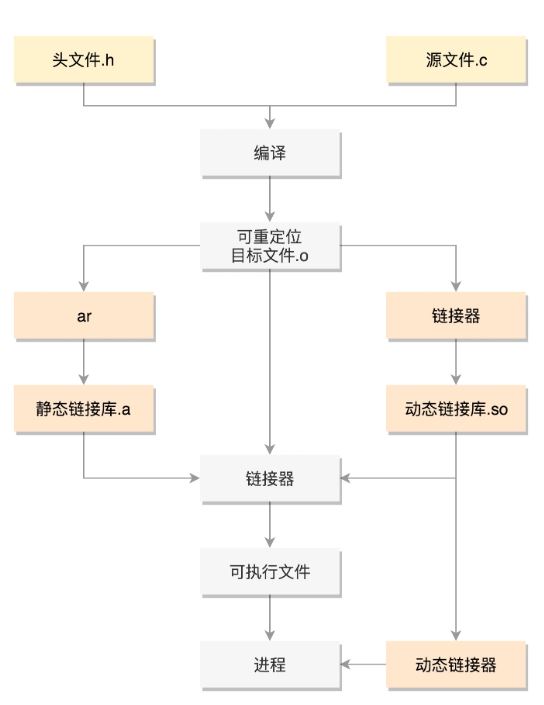 头文件.h
源文件.c
编译
可重定位
目标文件.o
ar
链接器
静态链接库.a
动态链接库.so
链接器
可执行文件
进程
动态链接器